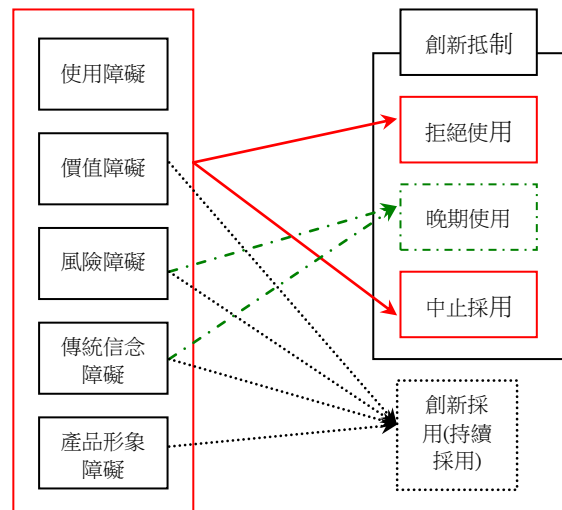 使用障礙
價值障礙
風險障礙
傳統信念
障礙
產品形象
障礙
創新抵制
拒絕使用
晚期使用
中止採用
創新採
用(持續
採用)